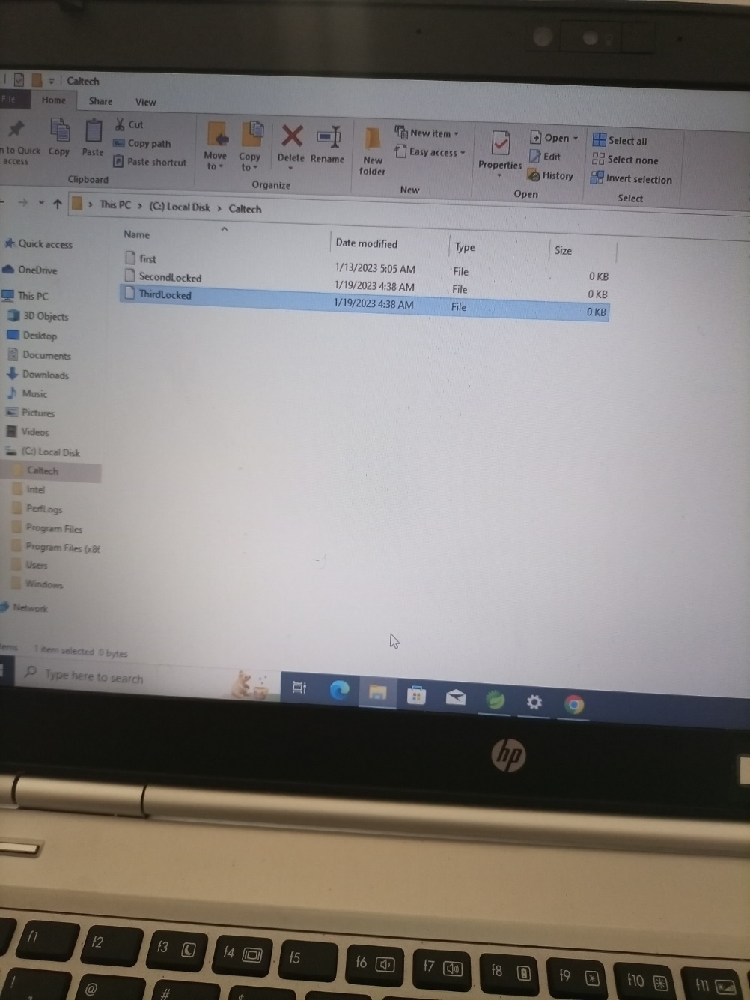 Caltech
File Home Share View
n to Quick access
Copy
Paste
Cut
Copy path
Paste shortcut
Clipboard
Move to
Copy to
Delete
Rename
Organize
New folder
New item
Easy access
New
Properties
Open
Edit
History
Open
Select all
Select none
Invert selection
Select
This PC > (C:) Local Disk > Caltech
Name Date modified Type Size
first 1/13/2023 5:05 AM File 0 KB
SecondLocked 1/19/2023 4:38 AM File 0 KB
ThirdLocked 1/19/2023 4:38 AM File 0 KB
Quick access
OneDrive
This PC
3D Objects
Desktop
Documents
Downloads
Music
Pictures
Videos
(C:) Local Disk
Caltech
Intel
PerfLogs
Program Files
Program Files (x86
Users
Windows
Network
tems 1 item selected 0 bytes
Type here to search
hp
f1 f2 f3 f4 f5 f6 f7 f8 f9 f10 f11
! @ # $